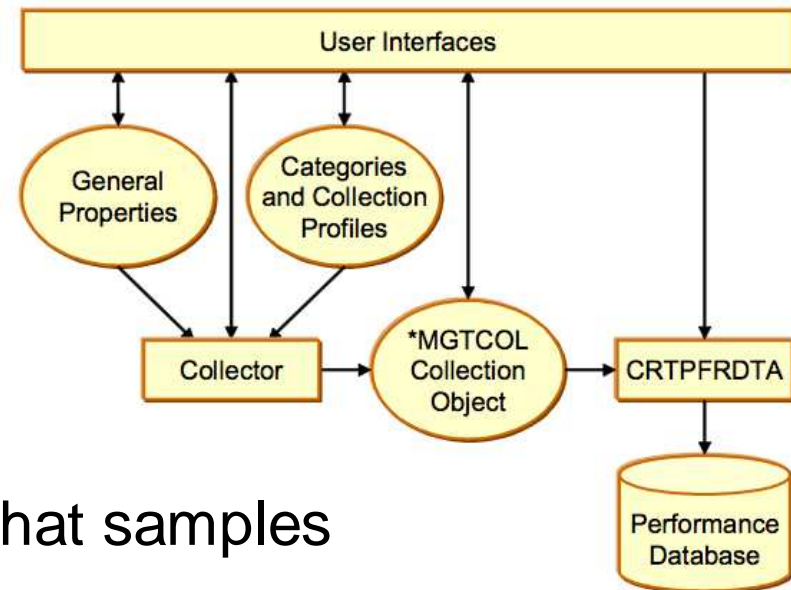 User Interfaces
General
Properties
Categories
and Collection
Profiles
Collector
*MGTCOL
Collection
Object
CRTPFRDTA
hat samples
Performance
Database